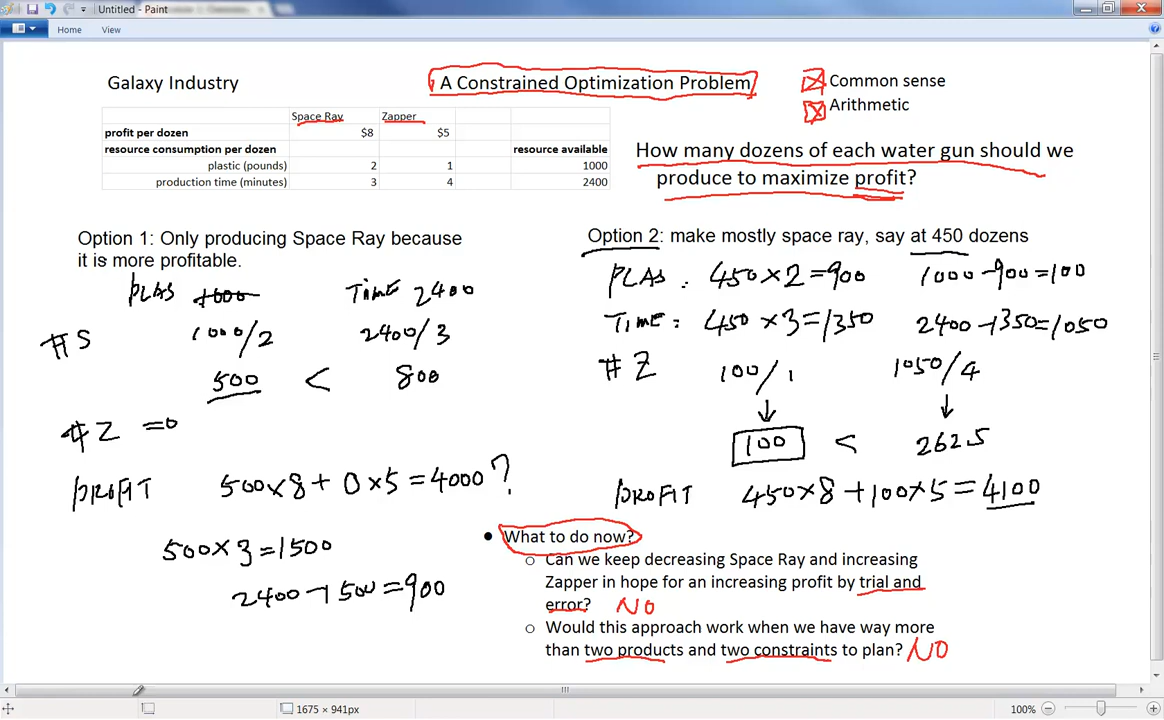 Untitled - Paint
Home View
Galaxy Industry
A Constrained Optimization Problem
Common sense
Arithmetic
Space Ray Zapper
profit per dozen $8 $5
resource consumption per dozen resource available
plastic (pounds) 2 1 1000
production time (minutes) 3 4 2400
How many dozens of each water gun should we
produce to maximize profit?
Option 1: Only producing Space Ray because
it is more profitable.
PLAS 1000 TIME 2400
#S 1000/2 2400/3
500 < 800
#Z =0
PROFIT 500×8+ 0×5=4000?
500×3=1500
2400-1500=900
Option 2: make mostly space ray, say at 450 dozens
PLAS: 450×2=900 1000-900=100
TIME: 450×3=1350 2400-1350=1050
#Z 100/1 1050/4
100 < 262.5
PROFIT 450×8+100×5=4100
• What to do now?
o Can we keep decreasing Space Ray and increasing
Zapper in hope for an increasing profit by trial and
error? NO
o Would this approach work when we have way more
than two products and two constraints to plan? NO
1675 × 941px 100%